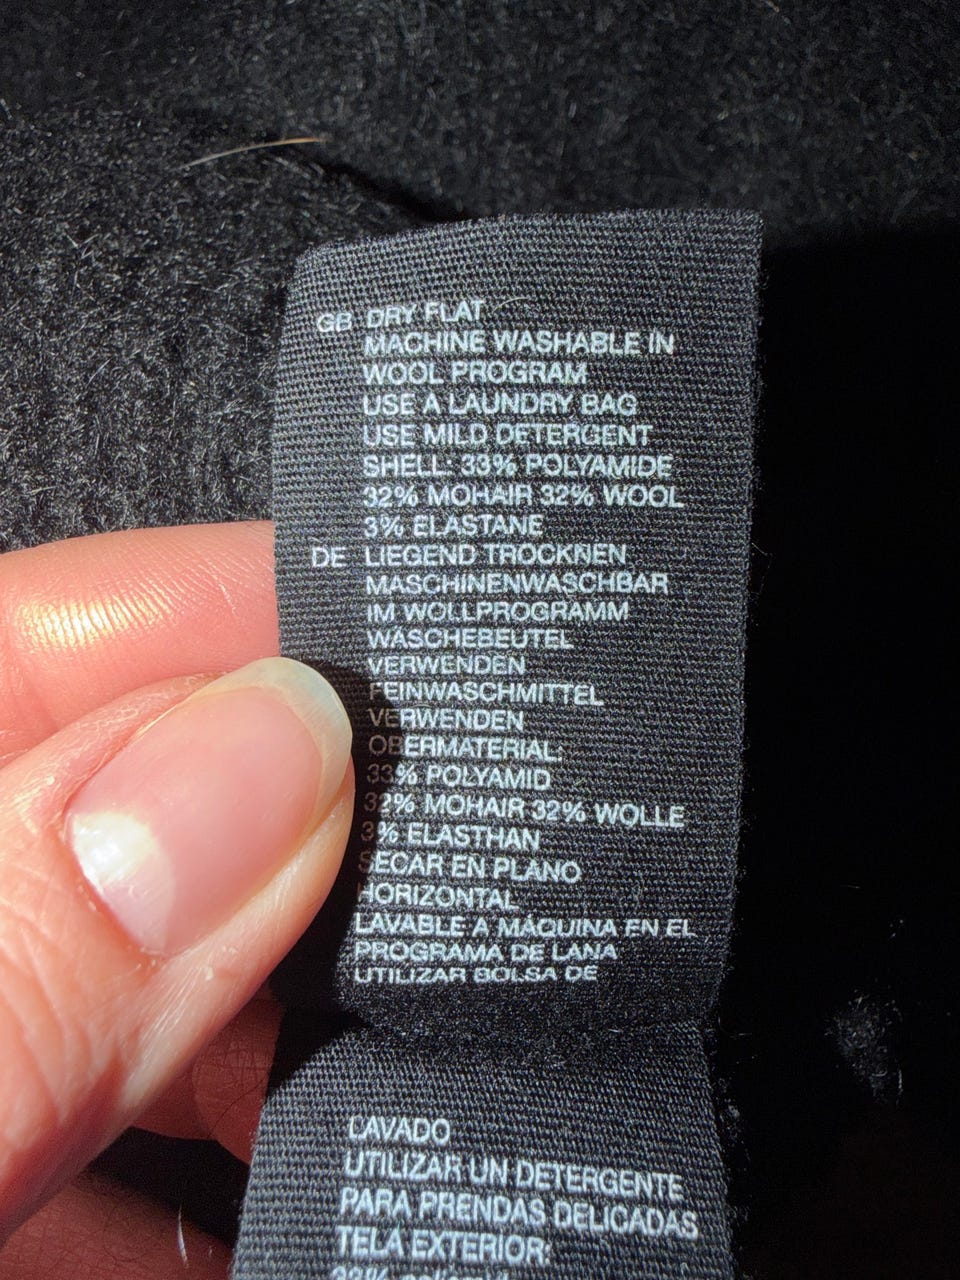 GB DRY FLAT
MACHINE WASHABLE IN
WOOL PROGRAM
USE A LAUNDRY BAG
USE MILD DETERGENT
SHELL: 33% POLYAMIDE
32% MOHAIR 32% WOOL
3% ELASTANE
DE LIEGEND TROCKNEN
MASCHINENWASCHBAR
IM WOLLPROGRAMM
WÄSCHEBEUTEL
VERWENDEN
FEINWASCHMITTEL
VERWENDEN
OBERMATERIAL:
33% POLYAMID
32% MOHAIR 32% WOLLE
3% ELASTHAN
SECAR EN PLANO
HORIZONTAL
LAVABLE A MÁQUINA EN EL
PROGRAMA DE LANA
UTILIZAR BOLSA DE
LAVADO
UTILIZAR UN DETERGENTE
PARA PRENDAS DELICADAS
TELA EXTERIOR: